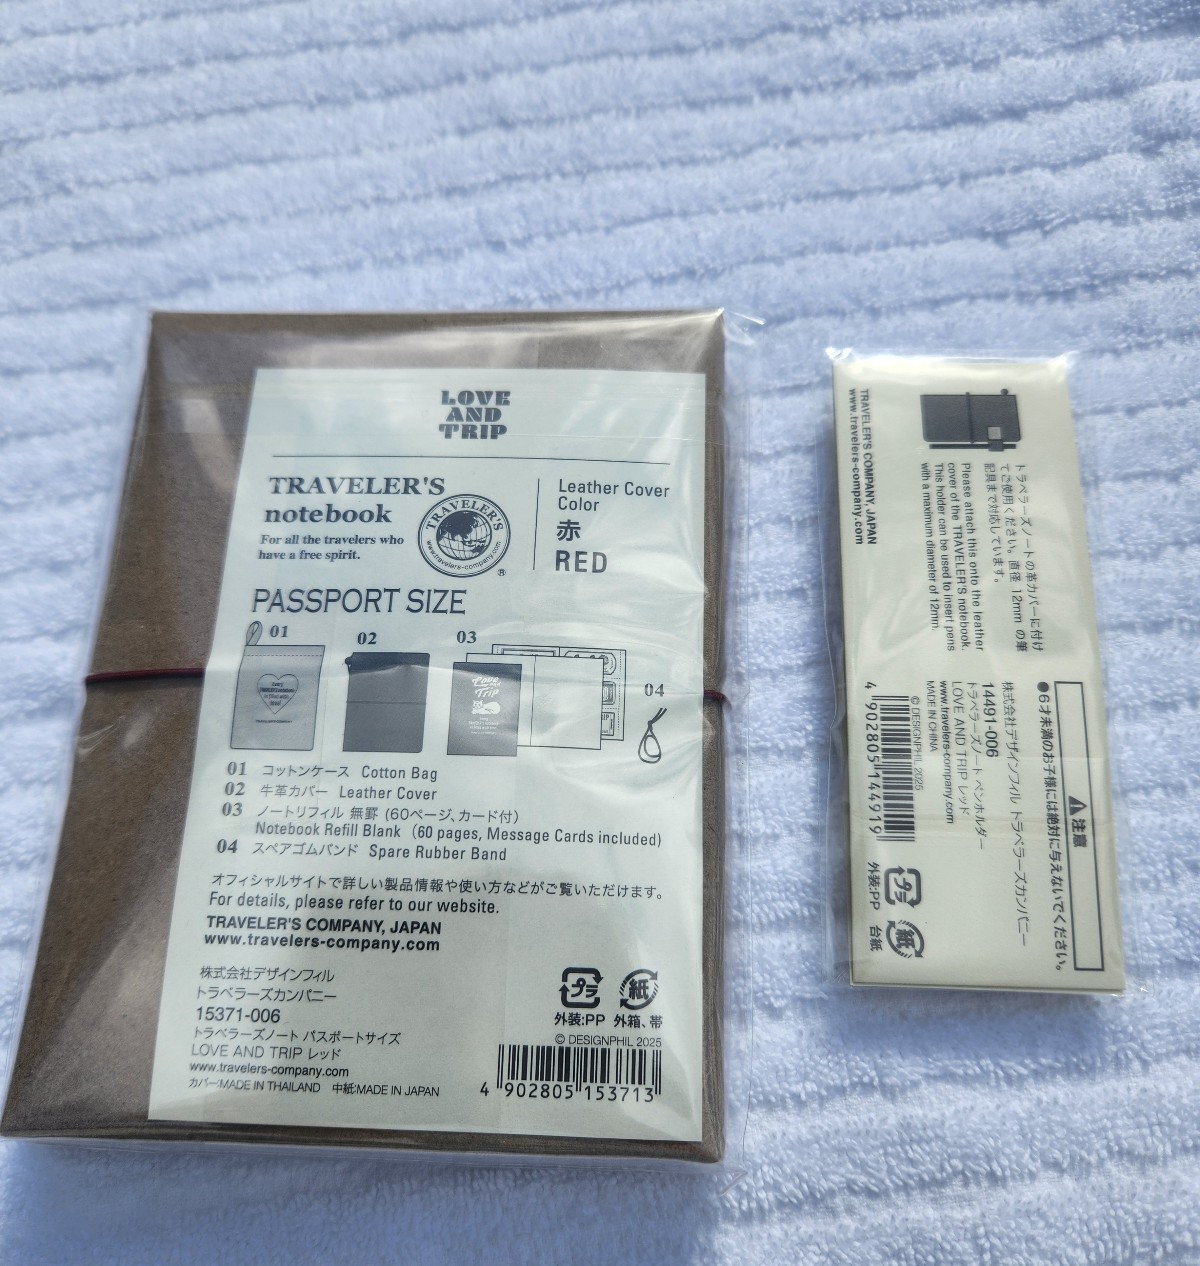 LOVE
AND
TRIP
TRAVELER'S
notebook
For all the travelers who
have a free spirit.
TRAVELER'S
www.travelers-company.com
®
Leather Cover
Color
赤
RED
PASSPORT SIZE
01
02
03
04
Love
and
Trip
01 コットンケース Cotton Bag
02 牛革カバー Leather Cover
03 ノートリフィル 無罫 (60ページ、カード付)
Notebook Refill Blank (60 pages, Message Cards included)
04 スペアゴムバンド Spare Rubber Band
オフィシャルサイトで詳しい製品情報や使い方などがご覧いただけます。
For details, please refer to our website.
TRAVELER'S COMPANY, JAPAN
www.travelers-company.com
株式会社デザインフィル
トラベラーズカンパニー
15371-006
トラベラーズノート パスポートサイズ
LOVE AND TRIP レッド
www.travelers-company.com
カバー:MADE IN THAILAND 中紙:MADE IN JAPAN
プラ
紙
外装:PP 外箱、帯
© DESIGNPHIL 2025
4 902805 153713
トラベラーズノートの革カバーに付け
てご使用ください。直径 12mm の筆
記具まで対応しています。
Please attach this onto the leather
cover of the TRAVELER'S notebook.
This holder can be used to insert pens
with a maximum diameter of 12mm.
TRAVELER'S COMPANY, JAPAN
www.travelers-company.com
注意
●6才未満のお子様には絶対に与えないでください。
株式会社デザインフィル トラベラーズカンパニー
14491-006
トラベラーズノート ペンホルダー
LOVE AND TRIP レッド
www.travelers-company.com
MADE IN CHINA
© DESIGNPHIL 2025
4 902805 144919
プラ
紙
外装:PP 台紙